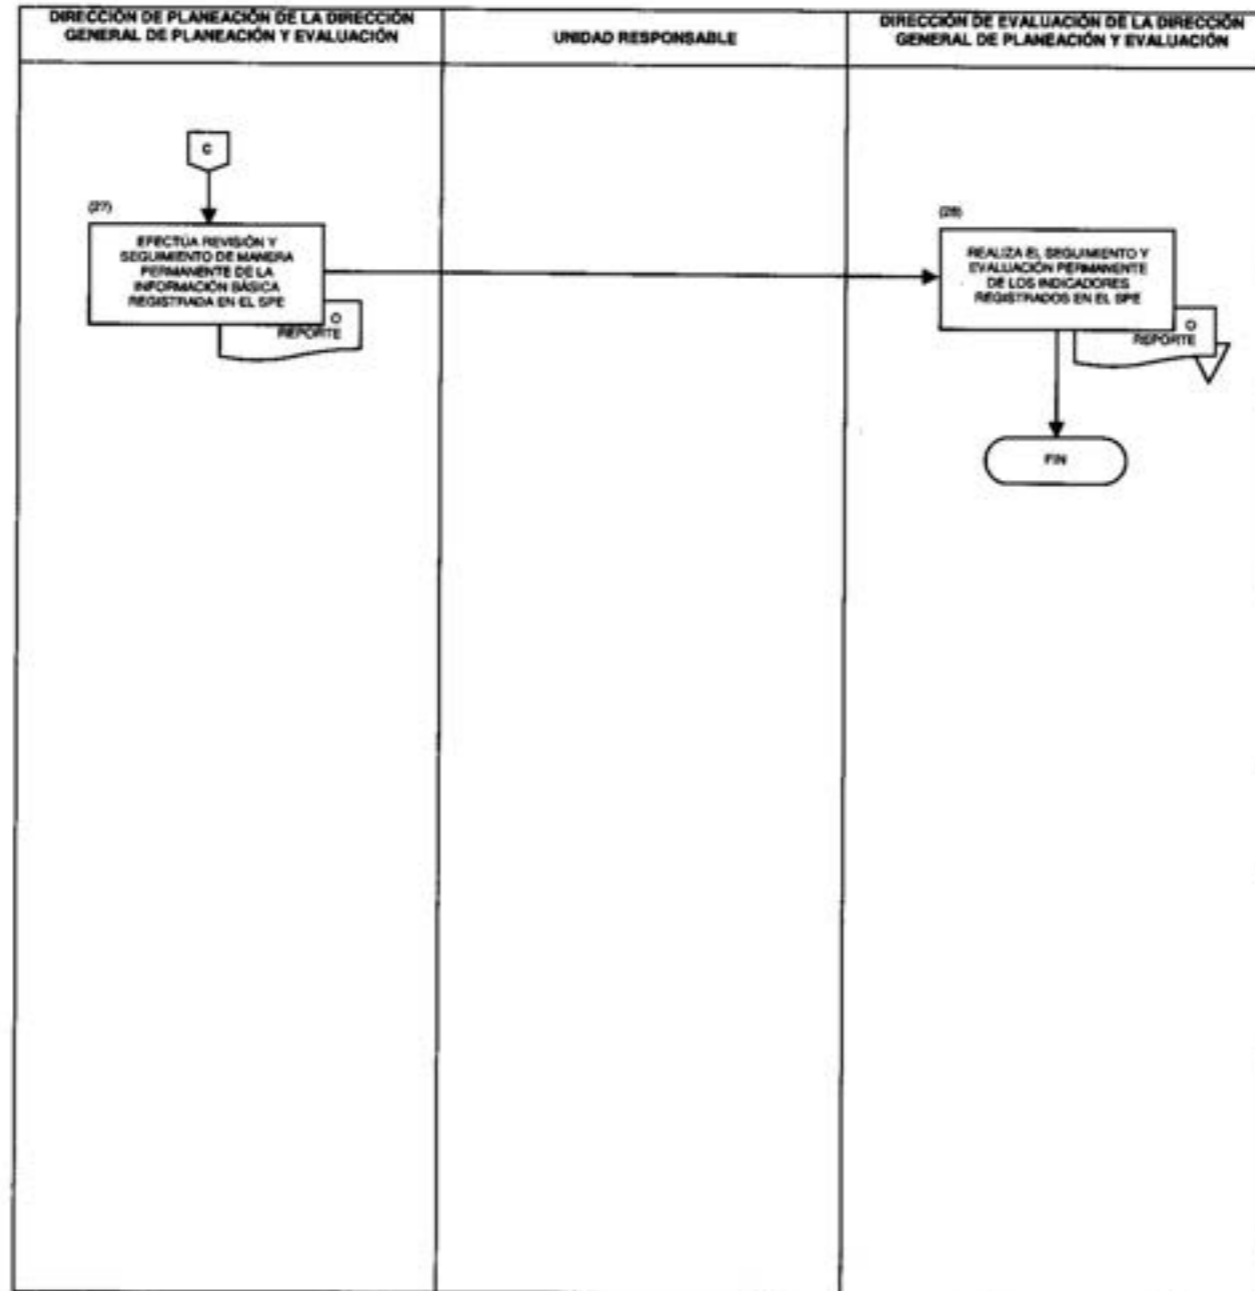 DIRECCIÓN DE PLANEACIÓN DE LA DIRECCIÓN
GENERAL DE PLANEACIÓN Y EVALUACIÓN
UNIDAD RESPONSABLE
DIRECCIÓN DE EVALUACIÓN DE LA DIRECCIÓN
GENERAL DE PLANEACIÓN Y EVALUACIÓN
C
(27)
EFECTÚA REVISIÓN Y
SEGUIMIENTO DE MANERA
PERMANENTE DE LA
INFORMACIÓN BÁSICA
REGISTRADA EN EL SPE
O
REPORTE
(28)
REALIZA EL SEGUIMIENTO Y
EVALUACIÓN PERMANENTE
DE LOS INDICADORES
REGISTRADOS EN EL SPE
O
REPORTE
FIN